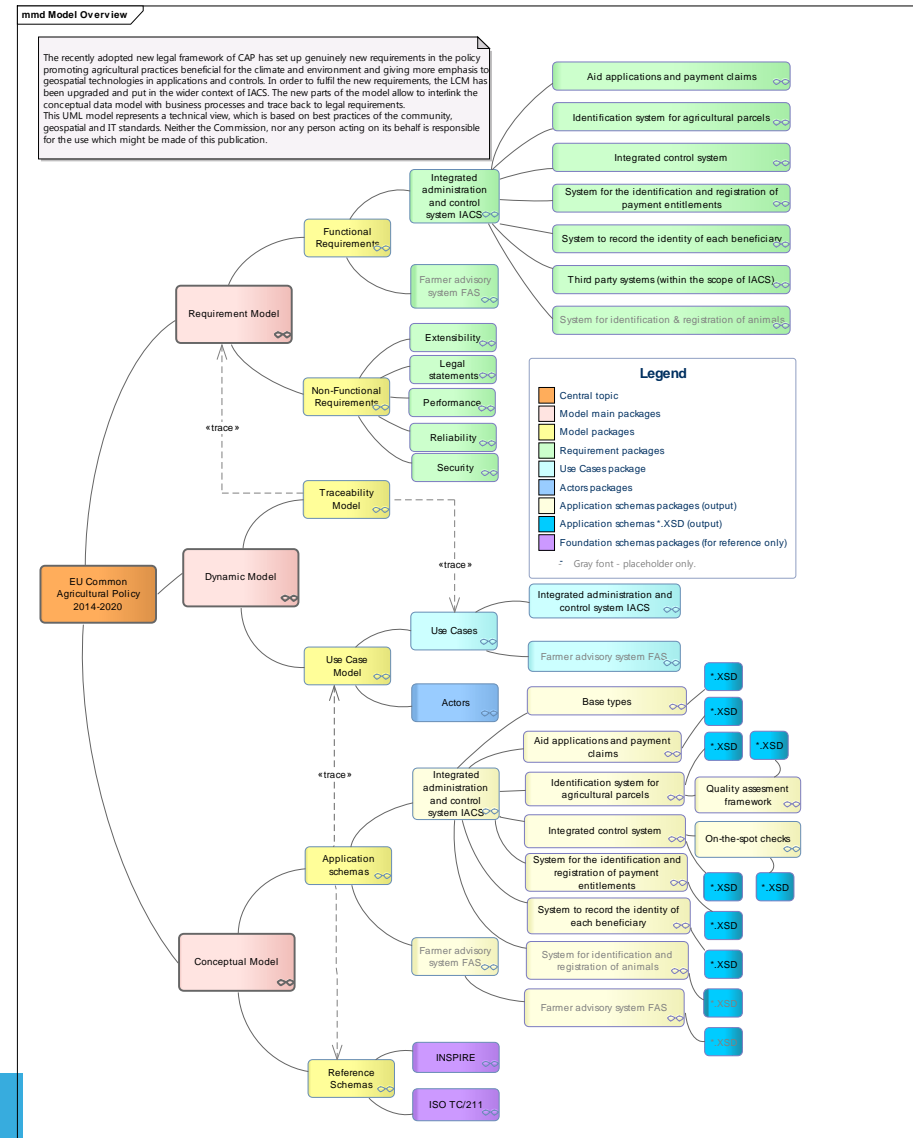 mmd Model Overview
The recently adopted new legal framework of CAP has set up genuinely new requirements in the policy
promoting agricultural practices beneficial for the climate and environment and giving more emphasis to
geospatial technologies in applications and controls. In order to fulfil the new requirements, the LCM has
been upgraded and put in the wider context of IACS. The new parts of the model allow to interlink the
conceptual data model with business processes and trace back to legal requirements.
This UML model represents a technical view, which is based on best practices of the community,
geospatial and IT standards. Neither the Commission, nor any person acting on its behalf is responsible
for the use which might be made of this publication.
Aid applications and payment claims
Identification system for agricultural parcels
Integrated control system
System for the identification and registration of
payment entitlements
System to record the identity of each beneficiary
Third party systems (within the scope of IACS)
System for identification & registration of animals
Integrated
administration
and control
system IACS
Functional
Requirements
Farmer advisory
system FAS
Requirement Model
Extensibility
Legal
statements
Performance
Reliability
Security
Non-Functional
Requirements
«trace»
Legend
Central topic
Model main packages
Model packages
Requirement packages
Use Cases package
Actors packages
Application schemas packages (output)
Application schemas *.XSD (output)
Foundation schemas packages (for reference only)
Gray font - placeholder only.
Traceability
Model
«trace»
EU Common
Agricultural Policy
2014-2020
Dynamic Model
Integrated administration and
control system IACS
Use Cases
Farmer advisory system FAS
Use Case
Model
Actors
«trace»
Base types
*.XSD
Aid applications and payment
claims
*.XSD
Identification system for
agricultural parcels
*.XSD
*.XSD
Quality assesment
framework
Integrated
administration
and control
system IACS
Integrated control system
On-the-spot checks
*.XSD
*.XSD
System for the identification and
registration of payment
entitlements
*.XSD
System to record the identity of
each beneficiary
*.XSD
System for identification and
registration of animals
*.XSD
Farmer advisory system FAS
*.XSD
Application
schemas
Farmer advisory
system FAS
Conceptual Model
Reference
Schemas
INSPIRE
ISO TC/211